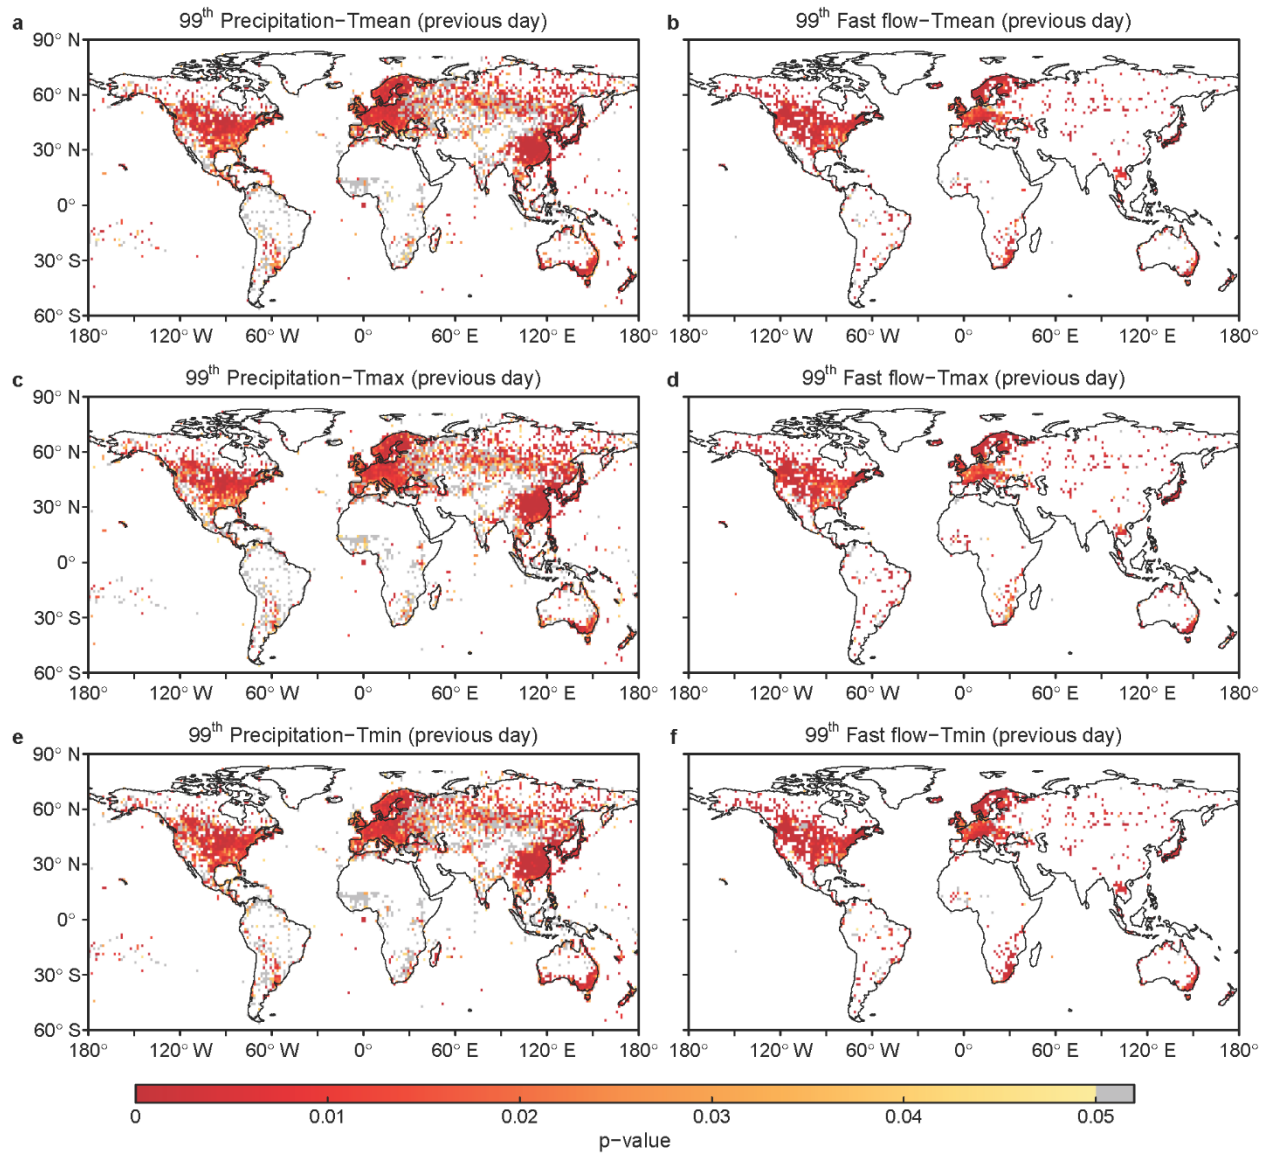 a 99th Precipitation−Tmean (previous day)
b 99th Fast flow−Tmean (previous day)
90° N
60° N
30° N
0°
30° S
60° S
180° 120° W 60° W 0° 60° E 120° E 180°
180° 120° W 60° W 0° 60° E 120° E 180°
c 99th Precipitation−Tmax (previous day)
d 99th Fast flow−Tmax (previous day)
90° N
60° N
30° N
0°
30° S
60° S
180° 120° W 60° W 0° 60° E 120° E 180°
180° 120° W 60° W 0° 60° E 120° E 180°
e 99th Precipitation−Tmin (previous day)
f 99th Fast flow−Tmin (previous day)
90° N
60° N
30° N
0°
30° S
60° S
180° 120° W 60° W 0° 60° E 120° E 180°
180° 120° W 60° W 0° 60° E 120° E 180°
0 0.01 0.02 0.03 0.04 0.05
p−value